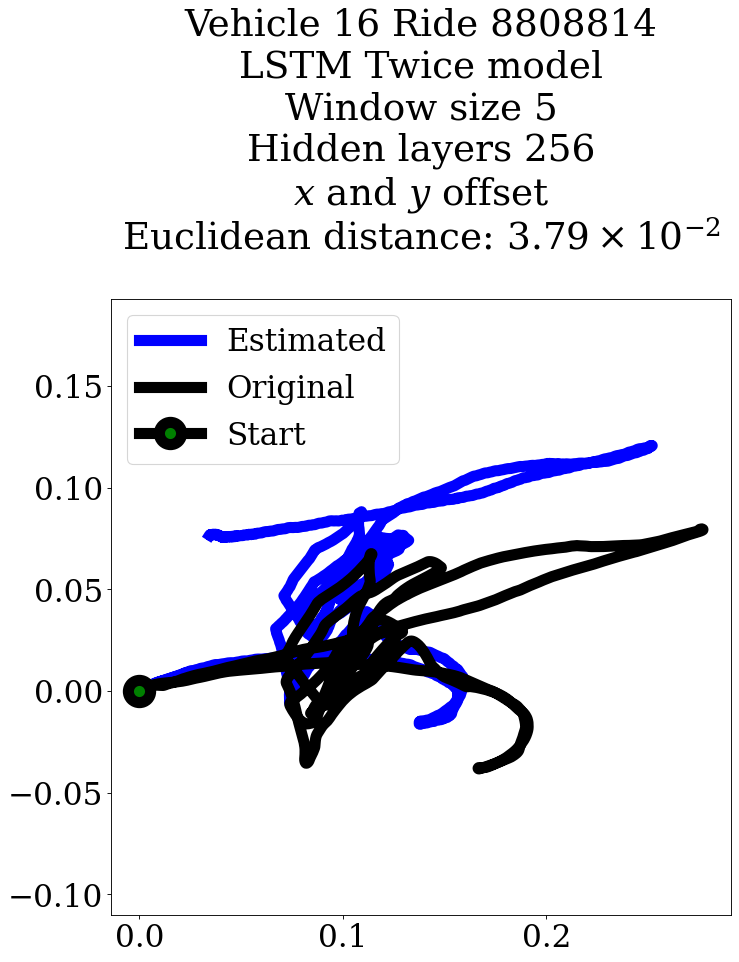 Vehicle 16 Ride 8808814
LSTM Twice model
Window size 5
Hidden layers 256
x and y offset
Euclidean distance: 3.79 × 10⁻²
Estimated
Original
Start
0.15
0.10
0.05
0.00
−0.05
−0.10
0.0 0.1 0.2